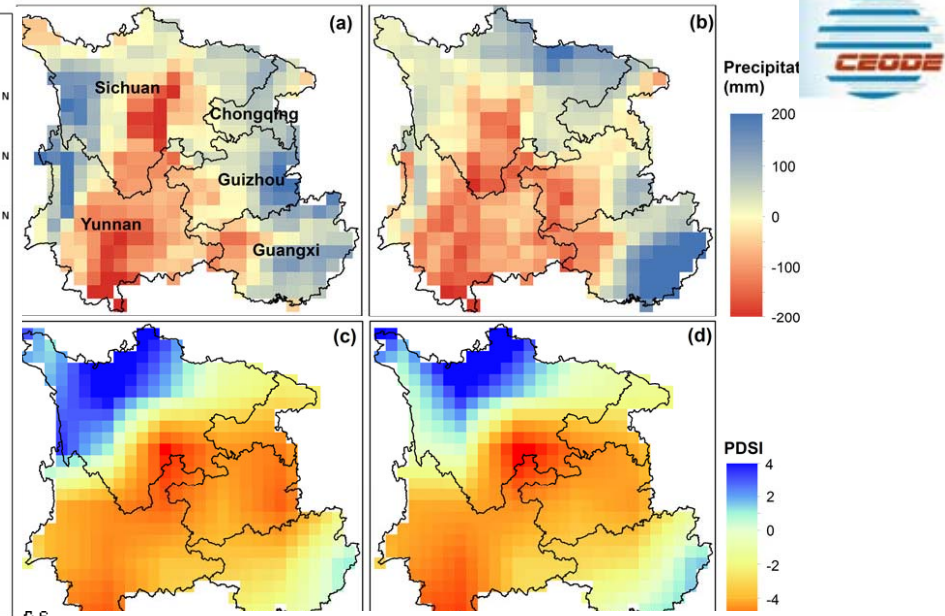 (a)
(b)
CEODE
N
N
N
Sichuan
Chongqing
Guizhou
Yunnan
Guangxi
Precipitat
(mm)
200
100
0
-100
-200
(c)
(d)
PDSI
4
2
0
-2
-4